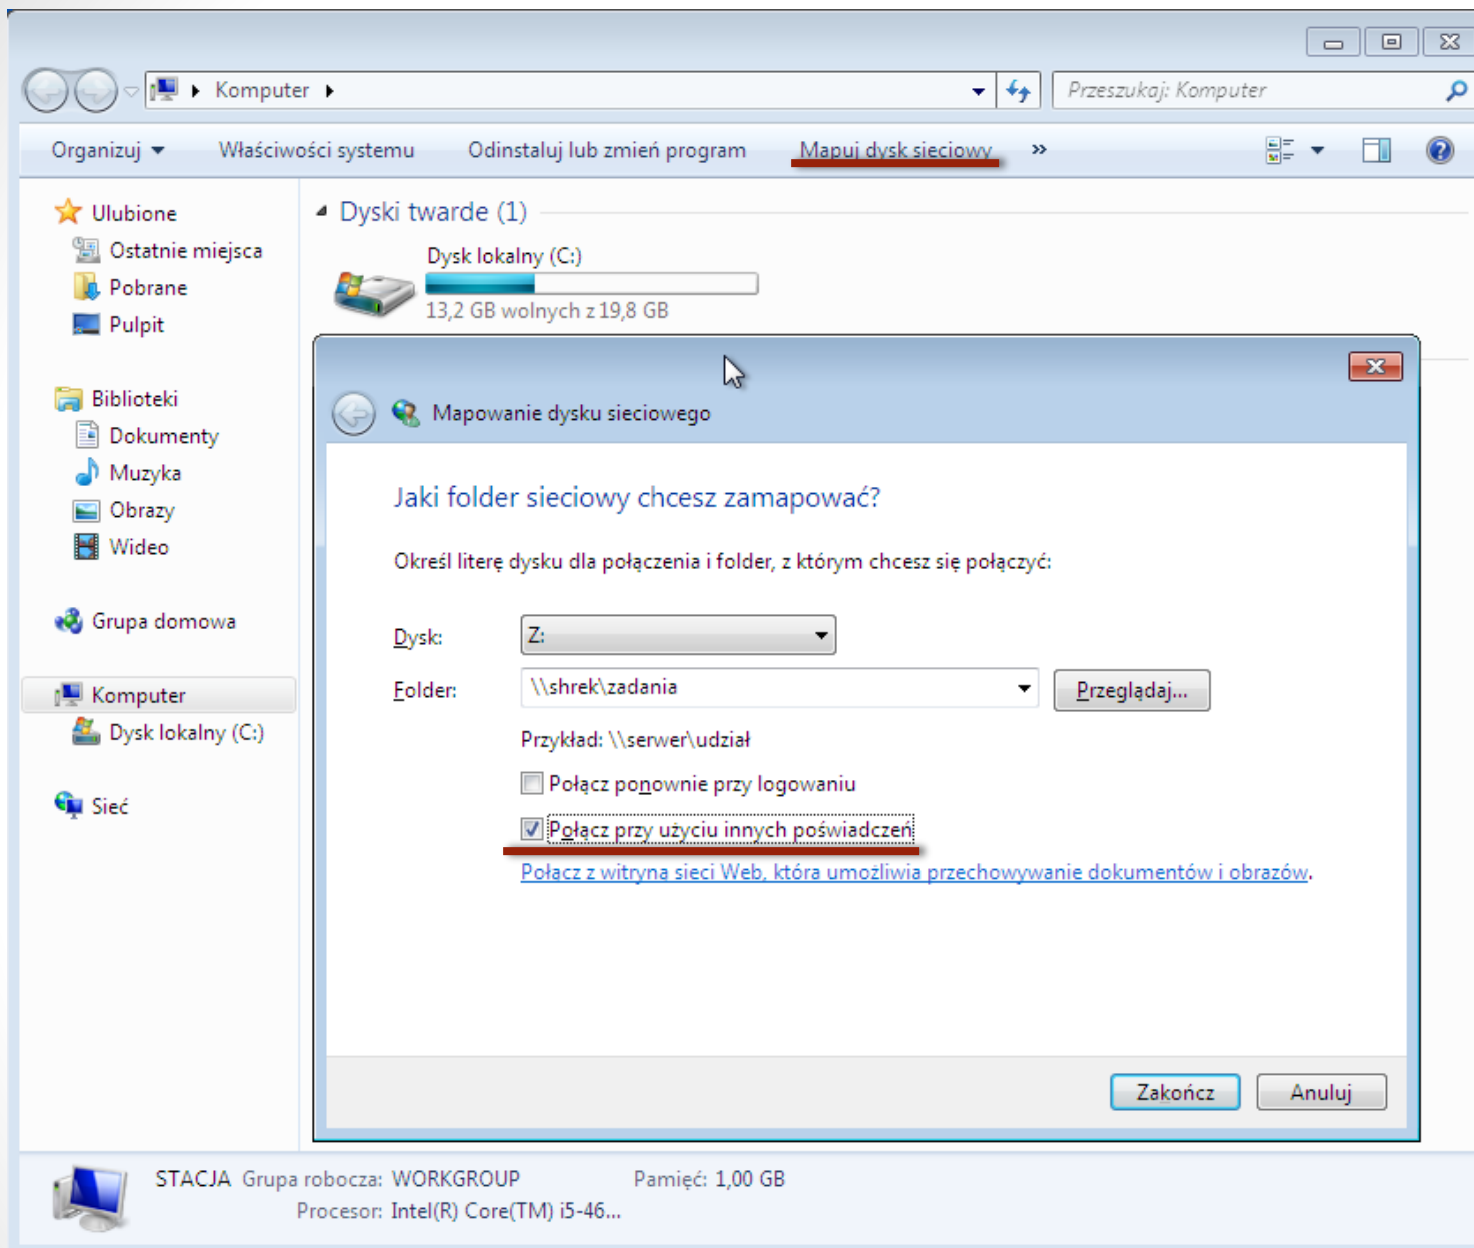 Komputer
Przeszukaj: Komputer
Organizuj Właściwości systemu Odinstaluj lub zmień program Mapuj dysk sieciowy »
Ulubione
Ostatnie miejsca
Pobrane
Pulpit
Biblioteki
Dokumenty
Muzyka
Obrazy
Wideo
Grupa domowa
Komputer
Dysk lokalny (C:)
Sieć
Dyski twarde (1)
Dysk lokalny (C:)
13,2 GB wolnych z 19,8 GB
Mapowanie dysku sieciowego
Jaki folder sieciowy chcesz zamapować?
Określ literę dysku dla połączenia i folder, z którym chcesz się połączyć:
Dysk: Z:
Folder: \\shrek\zadania Przeglądaj...
Przykład: \\serwer\udział
Połącz ponownie przy logowaniu
Połącz przy użyciu innych poświadczeń
Połącz z witryną sieci Web, która umożliwia przechowywanie dokumentów i obrazów.
Zakończ Anuluj
STACJA Grupa robocza: WORKGROUP Pamięć: 1,00 GB
Procesor: Intel(R) Core(TM) i5-46...